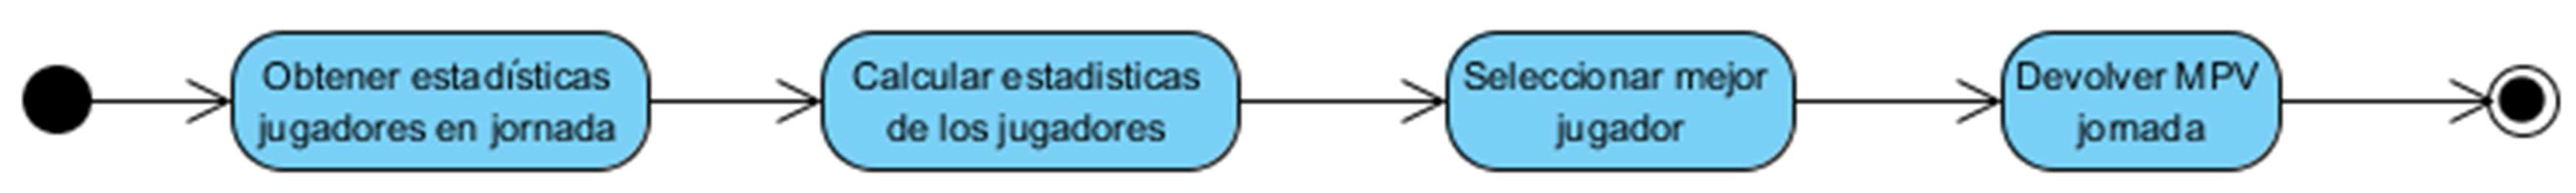 Obtener estadísticas
jugadores en jornada
Calcular estadisticas
de los jugadores
Seleccionar mejor
jugador
Devolver MPV
jornada